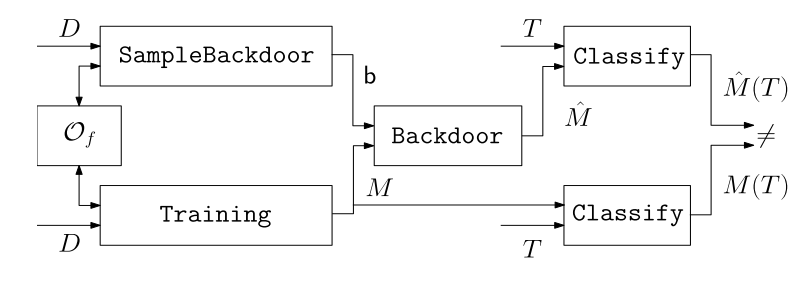 D
SampleBackdoor
b
T
Classify
M̂(T)
𝒪_f
Backdoor
M̂
≠
M
Training
D
Classify
M(T)
T